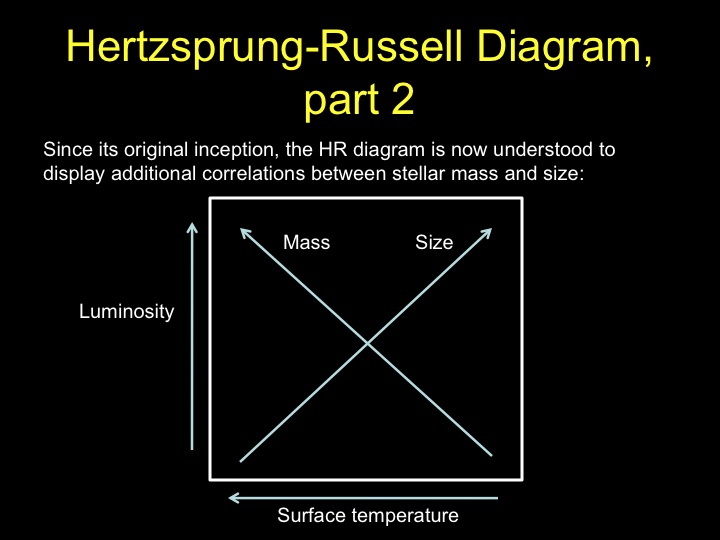 Hertzsprung-Russell Diagram,
part 2
Since its original inception, the HR diagram is now understood to
display additional correlations between stellar mass and size:
Mass
Size
Luminosity
Surface temperature